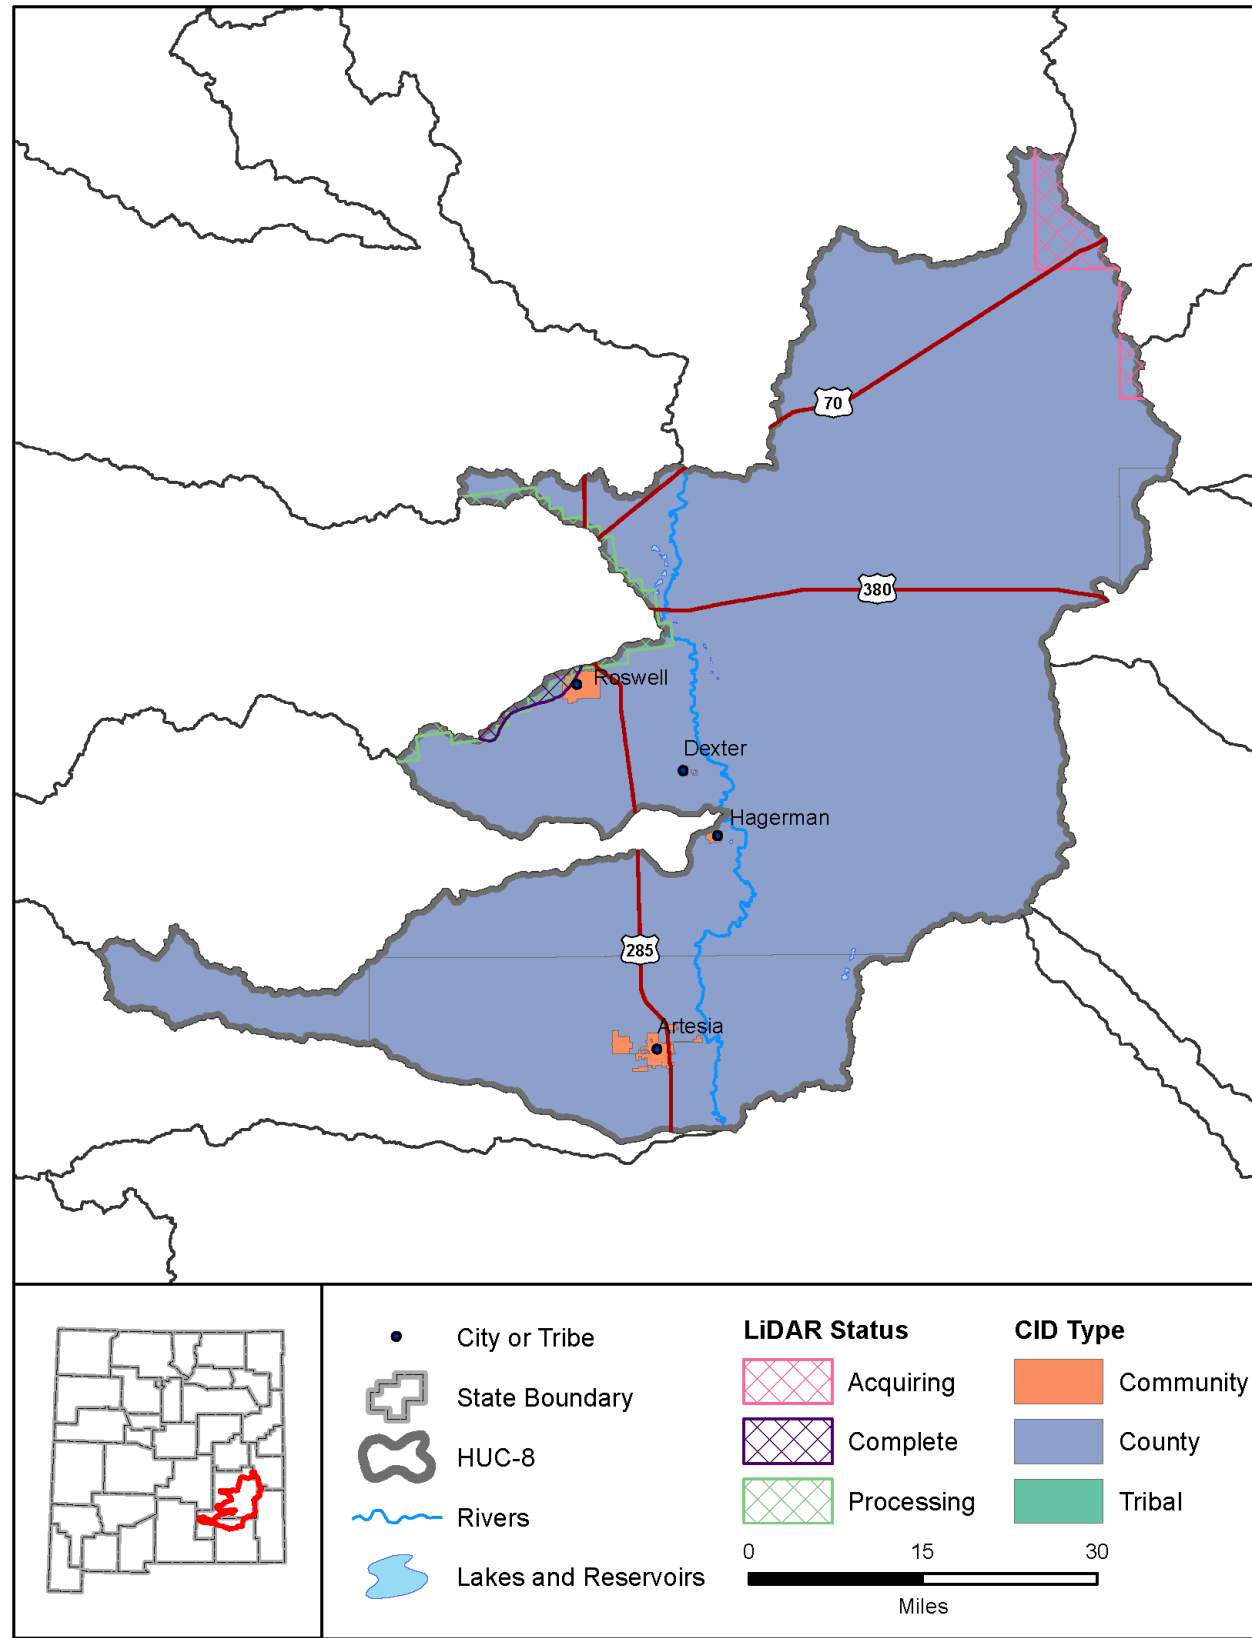 70
380
Roswell
Dexter
Hagerman
285
Artesia
City or Tribe
State Boundary
HUC-8
Rivers
Lakes and Reservoirs
LiDAR Status
Acquiring
Complete
Processing
CID Type
Community
County
Tribal
0 15 30
Miles